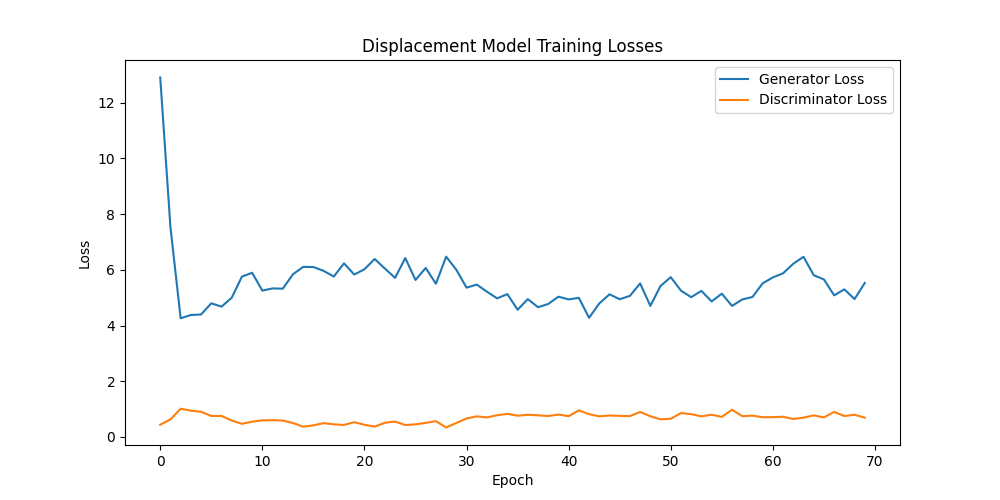 Displacement Model Training Losses
Generator Loss
Discriminator Loss
12
10
8
6
4
2
0
Loss
0 10 20 30 40 50 60 70
Epoch